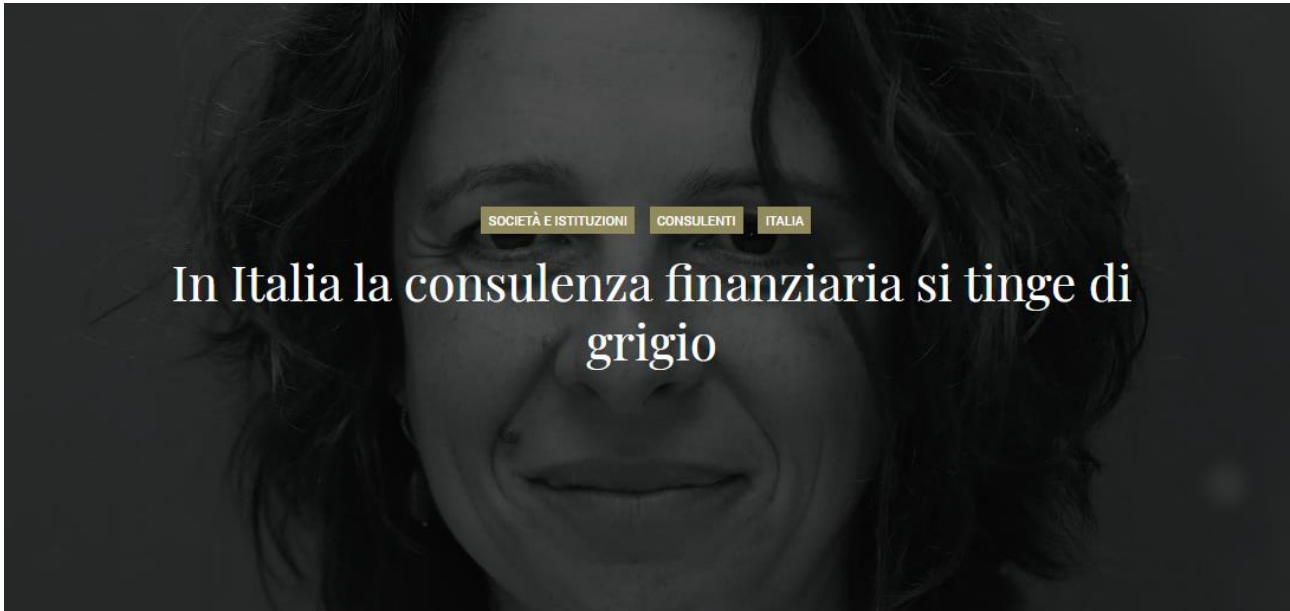 SOCIETÀ E ISTITUZIONI CONSULENTI ITALIA
In Italia la consulenza finanziaria si tinge di
grigio